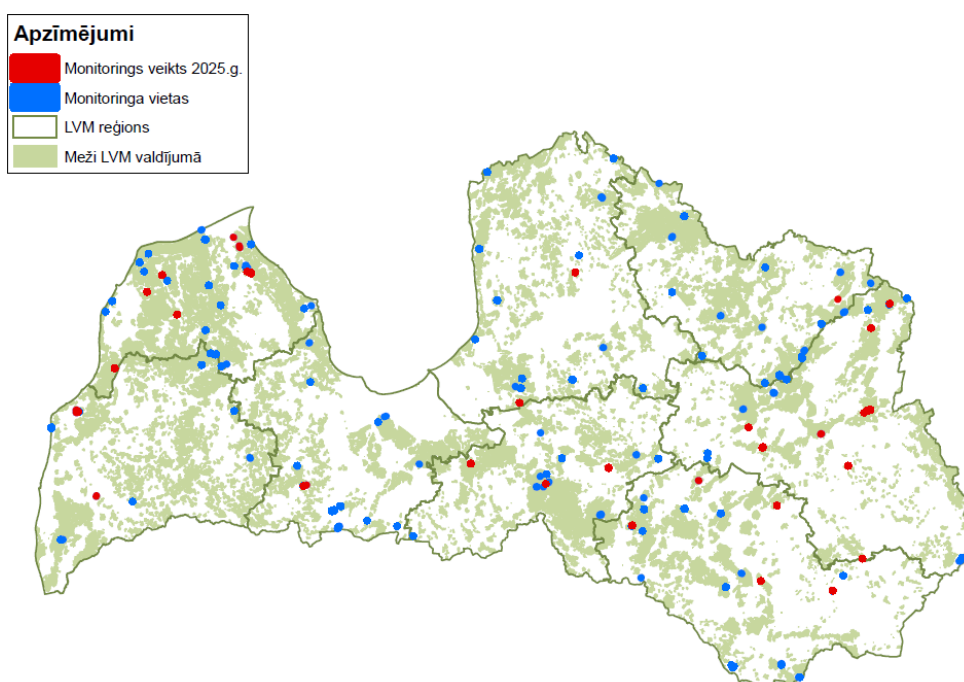 Apzīmējumi
Monitorings veikts 2025.g.
Monitoringa vietas
LVM reģions
Meži LVM valdījumā